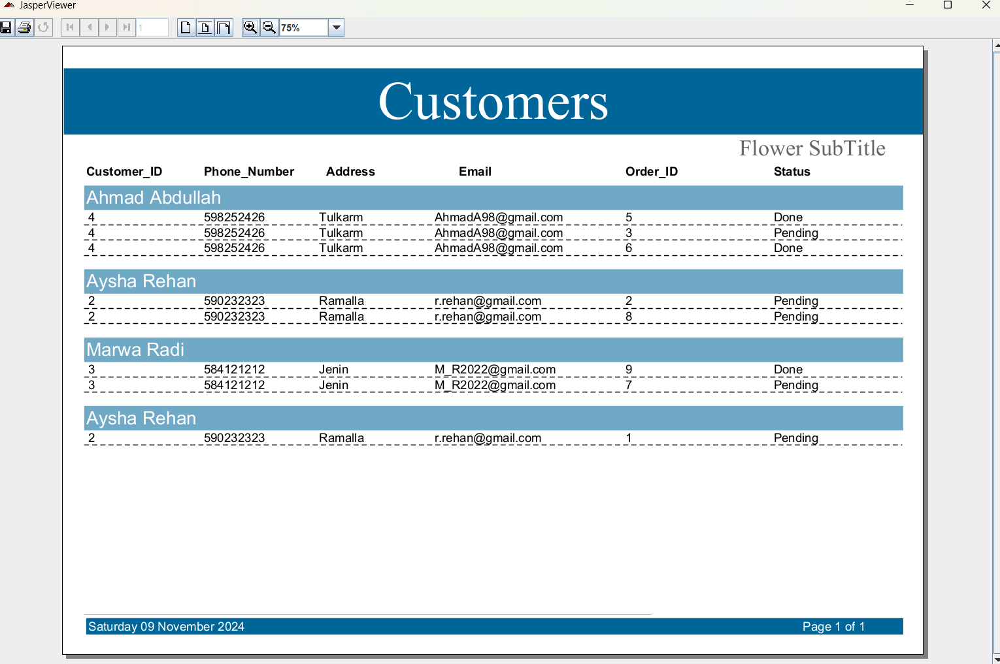 JasperViewer
1
75%
Customers
Flower SubTitle
Customer_ID Phone_Number Address Email Order_ID Status
Ahmad Abdullah
4 598252426 Tulkarm AhmadA98@gmail.com 5 Done
4 598252426 Tulkarm AhmadA98@gmail.com 3 Pending
4 598252426 Tulkarm AhmadA98@gmail.com 6 Done
Aysha Rehan
2 590232323 Ramalla r.rehan@gmail.com 2 Pending
2 590232323 Ramalla r.rehan@gmail.com 8 Pending
Marwa Radi
3 584121212 Jenin M_R2022@gmail.com 9 Done
3 584121212 Jenin M_R2022@gmail.com 7 Pending
Aysha Rehan
2 590232323 Ramalla r.rehan@gmail.com 1 Pending
Saturday 09 November 2024 Page 1 of 1